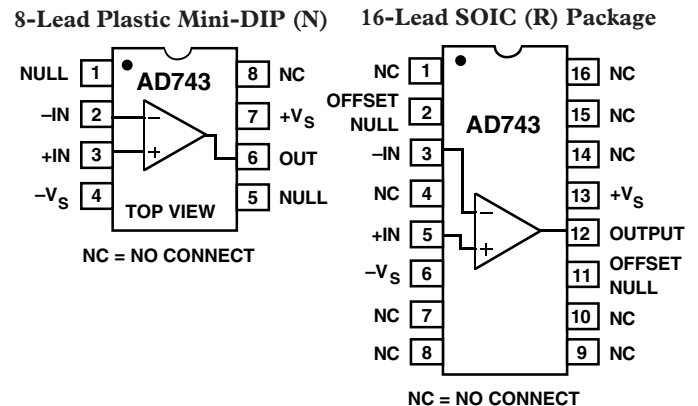 8-Lead Plastic Mini-DIP (N)
NULL 1
–IN 2
+IN 3
–VS 4
AD743
TOP VIEW
8 NC
7 +VS
6 OUT
5 NULL
NC = NO CONNECT
16-Lead SOIC (R) Package
NC 1
OFFSET
NULL
2
–IN 3
NC 4
+IN 5
–VS 6
NC 7
NC 8
AD743
16 NC
15 NC
14 NC
13 +VS
12 OUTPUT
11 OFFSET
NULL
10 NC
9 NC
NC = NO CONNECT